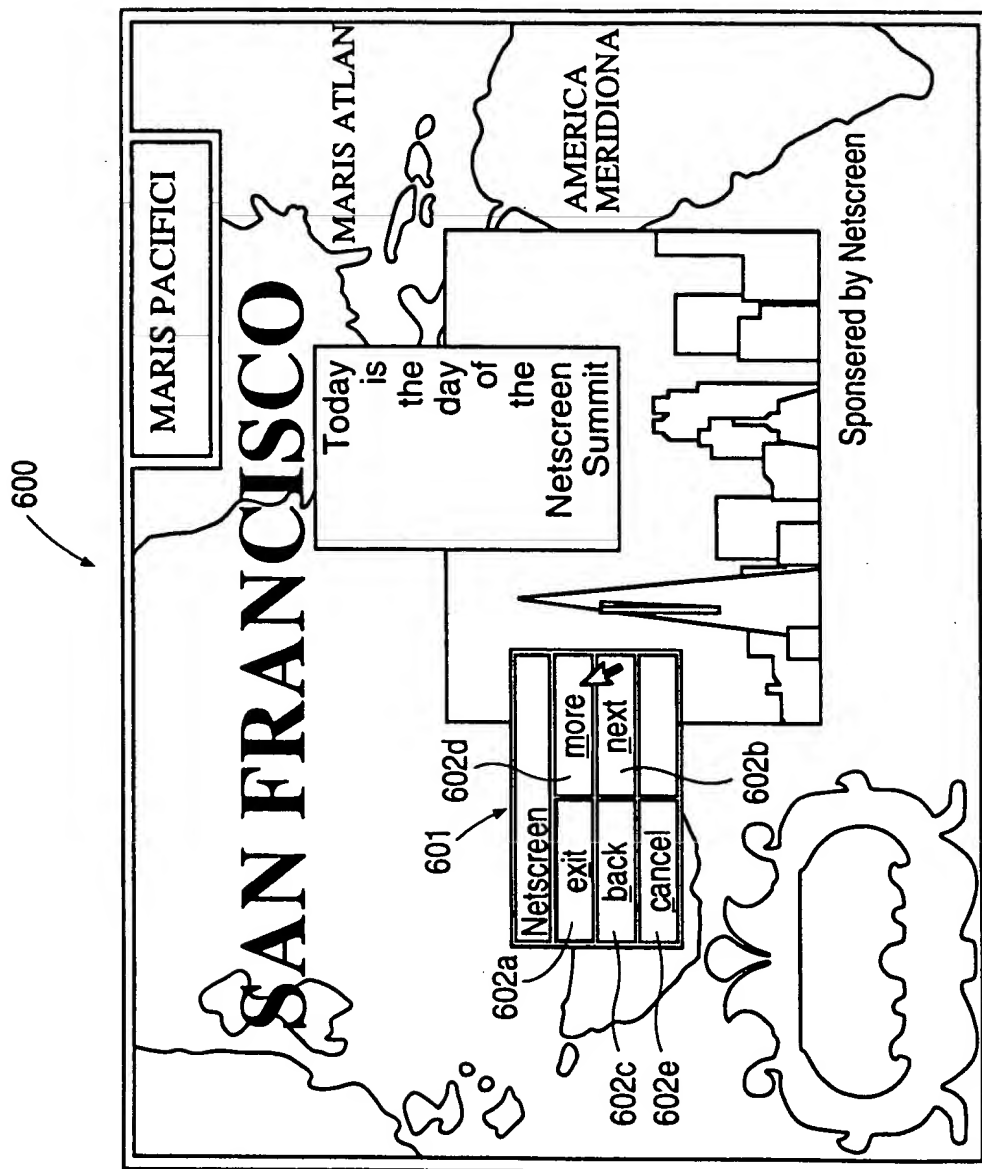 600
MARIS PACIFICI
SAN FRANCISCO
MARIS ATLAN
Today
is
the
day
of
the
Netscreen
Summit
AMERICA
MERIDIONA
601
602d
Netscreen
exit more
back next
cancel
602a
602c
602e
602b
Sponsered by Netscreen